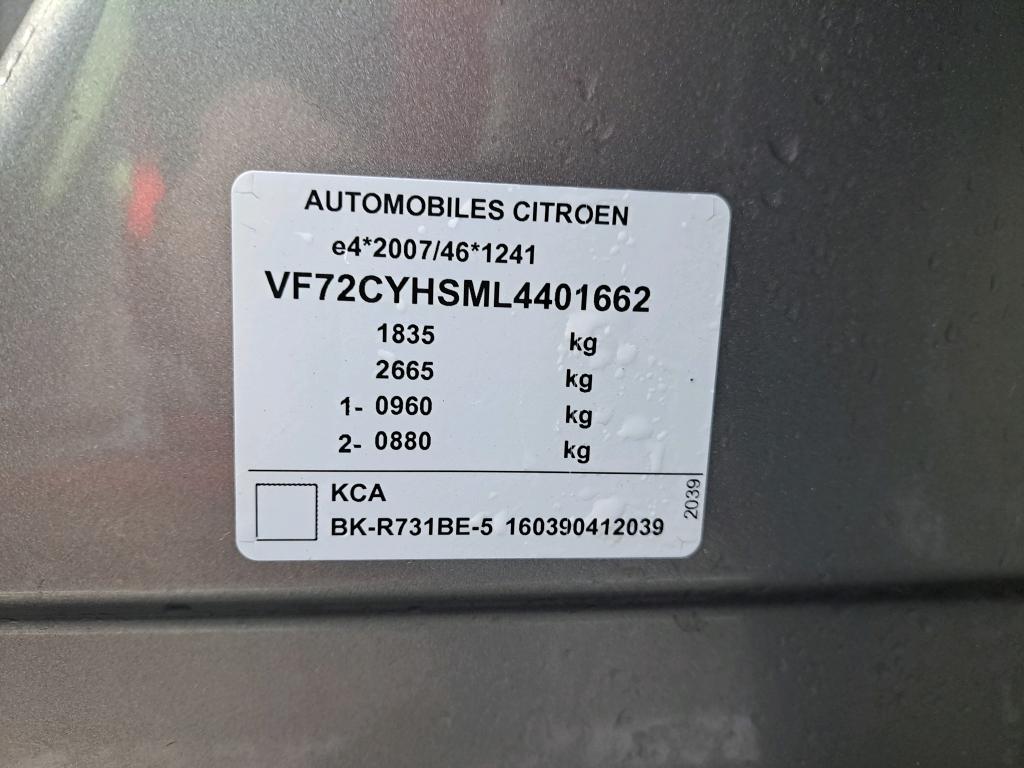 AUTOMOBILES CITROEN
e4*2007/46*1241
VF72CYHSML4401662
1835 kg
2665 kg
1- 0960 kg
2- 0880 kg
KCA
BK-R731BE-5 160390412039
2039